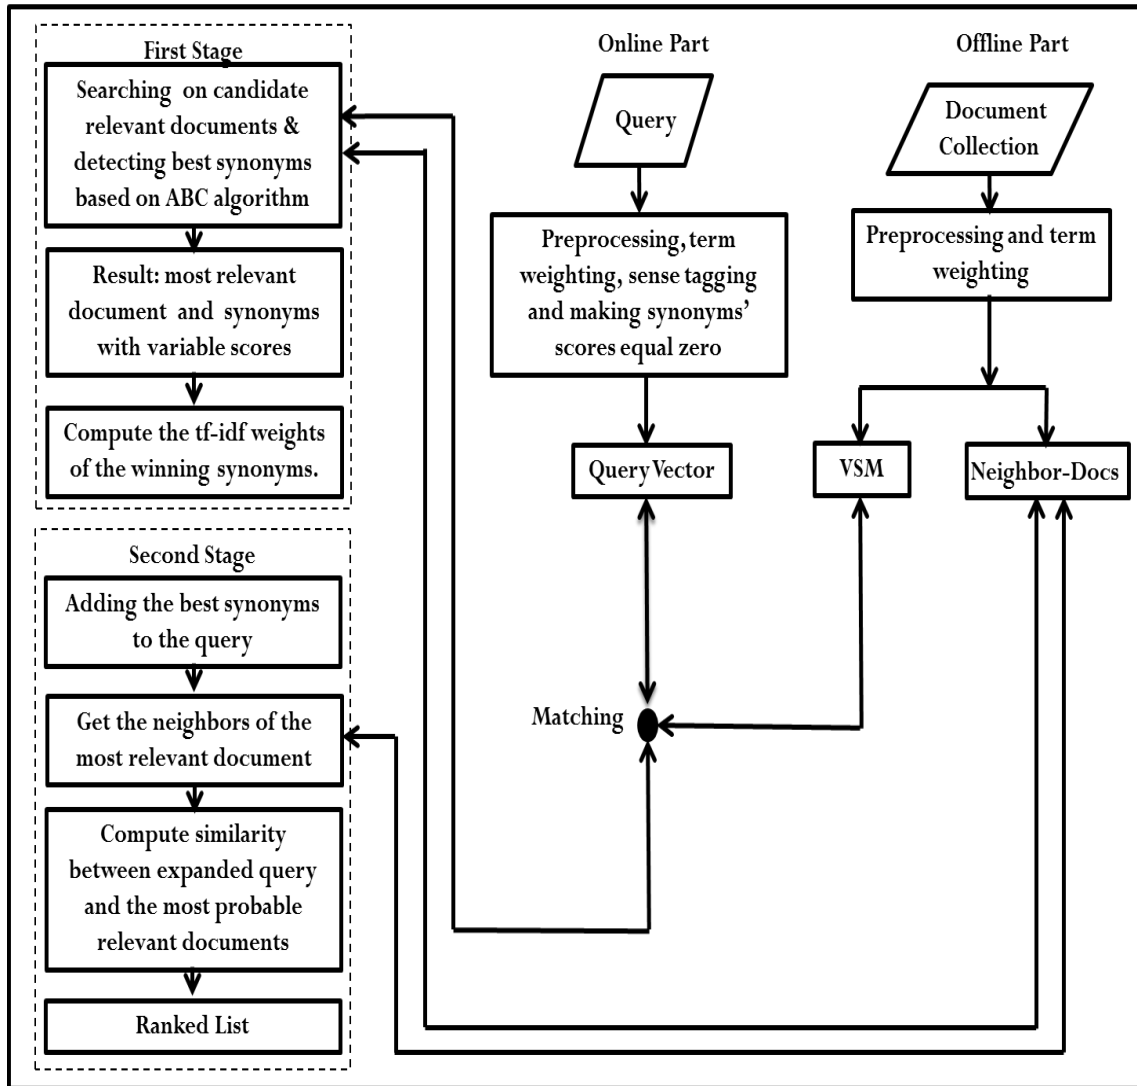 First Stage
Searching on candidate
relevant documents &
detecting best synonyms
based on ABC algorithm
Result: most relevant
document and synonyms
with variable scores
Compute the tf-idf weights
of the winning synonyms.
Second Stage
Adding the best synonyms
to the query
Get the neighbors of the
most relevant document
Compute similarity
between expanded query
and the most probable
relevant documents
Ranked List
Online Part
Query
Preprocessing, term
weighting, sense tagging
and making synonyms’
scores equal zero
Query Vector
Matching
Offline Part
Document
Collection
Preprocessing and term
weighting
VSM
Neighbor-Docs